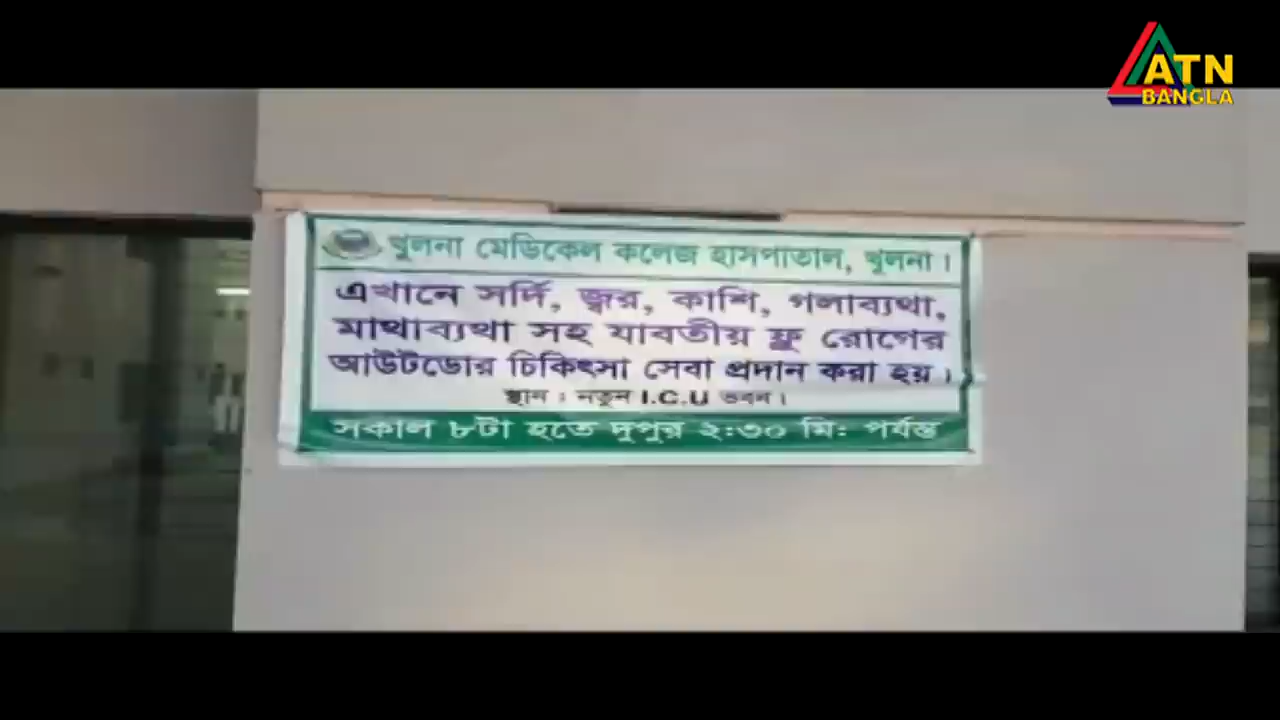 ATN
BANGLA
খুলনা মেডিকেল কলেজ হাসপাতাল, খুলনা।
এখানে সর্দি, জ্বর, কাশি, গলাব্যথা,
মাথাব্যথা সহ যাবতীয় ফ্লু রোগের
আউটডোর চিকিৎসা সেবা প্রদান করা হয়।
স্থান : নতুন I.C.U ভবন।
সকাল ৮টা হতে দুপুর ২:৩০ মি: পর্যন্ত